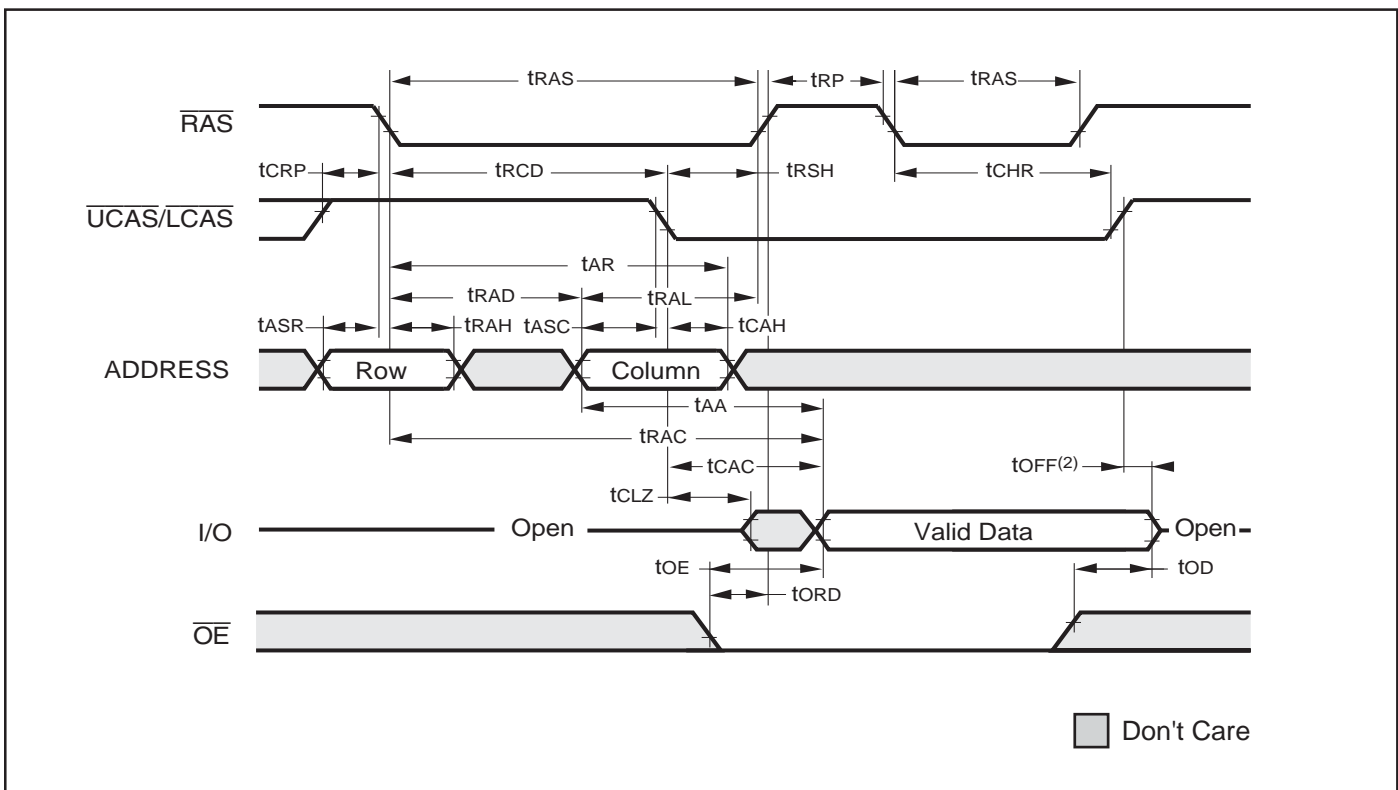 tRAS tRP tRAS
RAS
tCRP tRCD tRSH tCHR
UCAS/LCAS
tAR
tRAD tRAL
tASR tRAH tASC tCAH
ADDRESS Row Column
tAA
tRAC
tCAC tOFF(2)
tCLZ
I/O Open Valid Data Open
tOE tOD
tORD
OE
Don't Care